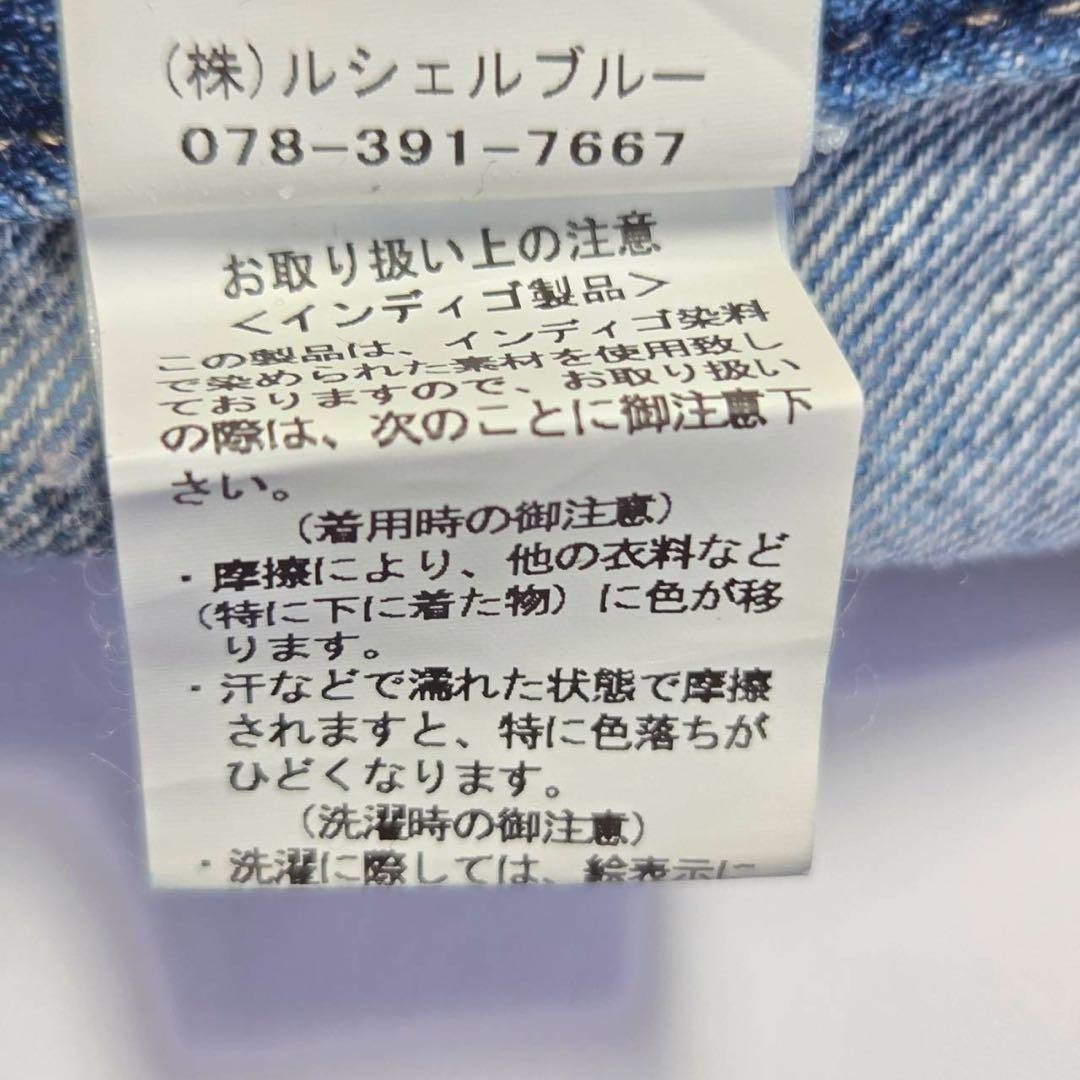 (株)ルシェルブルー
078-391-7667
お取り扱い上の注意
<インディゴ製品>
この製品は、インディゴ染料
で染められた素材を使用致し
ておりますので、お取り扱い
の際は、次のことに御注意下
さい。
(着用時の御注意)
・摩擦により、他の衣料など
(特に下に着た物)に色が移
ります。
・汗などで濡れた状態で摩擦
されますと、特に色落ちが
ひどくなります。
(洗濯時の御注意)
・洗濯に際しては、絵表示に